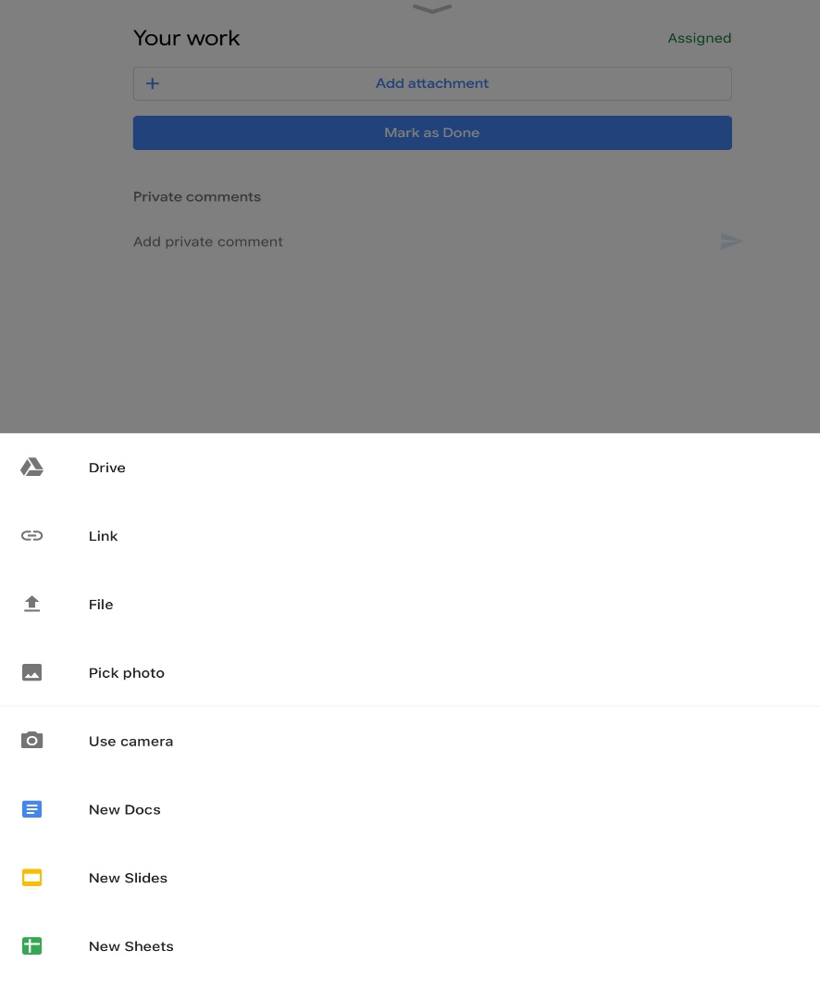 Your work
Assigned
Add attachment
Mark as Done
Private comments
Add private comment
Drive
Link
File
Pick photo
Use camera
New Docs
New Slides
New Sheets